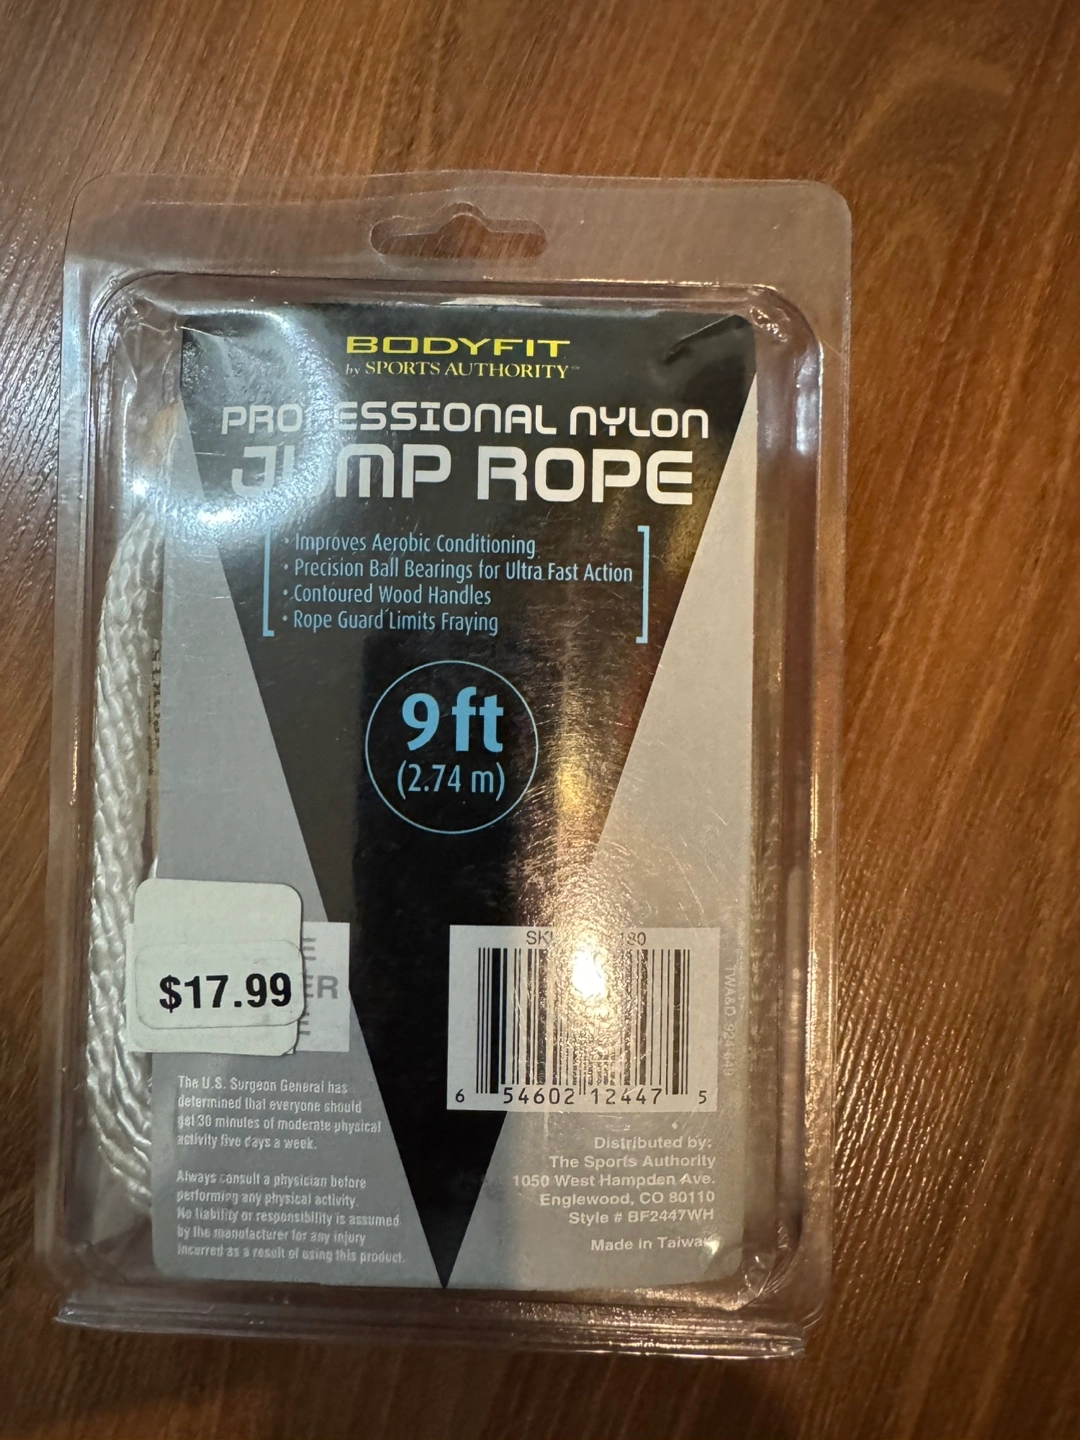 BODYFIT
by SPORTS AUTHORITY™
PROFESSIONAL NYLON
JUMP ROPE
• Improves Aerobic Conditioning
• Precision Ball Bearings for Ultra Fast Action
• Contoured Wood Handles
• Rope Guard Limits Fraying
9 ft
(2.74 m)
$17.99
6 54602 12447 5
The U.S. Surgeon General has
determined that everyone should
get 30 minutes of moderate physical
activity five days a week.
Always consult a physician before
performing any physical activity.
No liability or responsibility is assumed
by the manufacturer for any injury
incurred as a result of using this product.
Distributed by:
The Sports Authority
1050 West Hampden Ave.
Englewood, CO 80110
Style # BF2447WH
Made in Taiwan